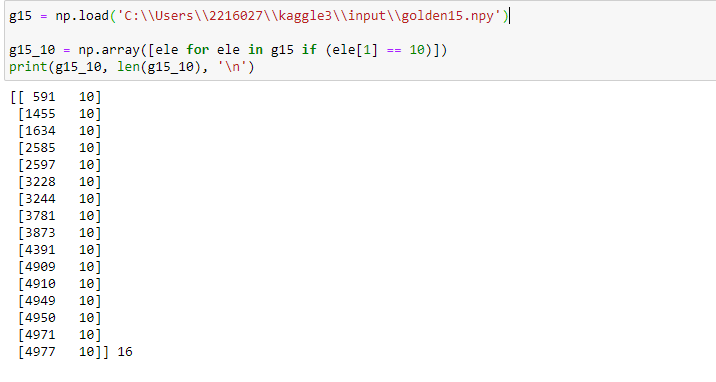 g15 = np.load('C:\\Users\\2216027\\kaggle3\\input\\golden15.npy')
g15_10 = np.array([ele for ele in g15 if (ele[1] == 10)])
print(g15_10, len(g15_10), '\n')
[[ 591   10]
 [1455   10]
 [1634   10]
 [2585   10]
 [2597   10]
 [3228   10]
 [3244   10]
 [3781   10]
 [3873   10]
 [4391   10]
 [4909   10]
 [4910   10]
 [4949   10]
 [4950   10]
 [4971   10]
 [4977   10]] 16